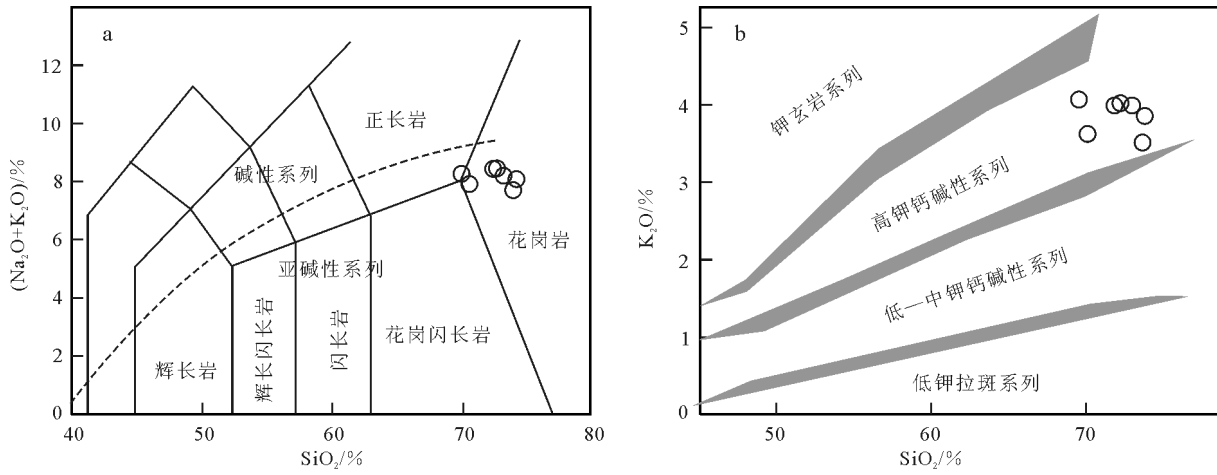 a
12
10
8
6
4
2
0
(Na₂O+K₂O)/%
40
50
60
70
80
SiO₂/%
正长岩
碱性系列
亚碱性系列
花岗岩
辉长岩
辉长闪长岩
闪长岩
花岗闪长岩
b
5
4
3
2
1
0
K₂O/%
50
60
70
SiO₂/%
钾玄岩系列
高钾钙碱性系列
低—中钾钙碱性系列
低钾拉斑系列